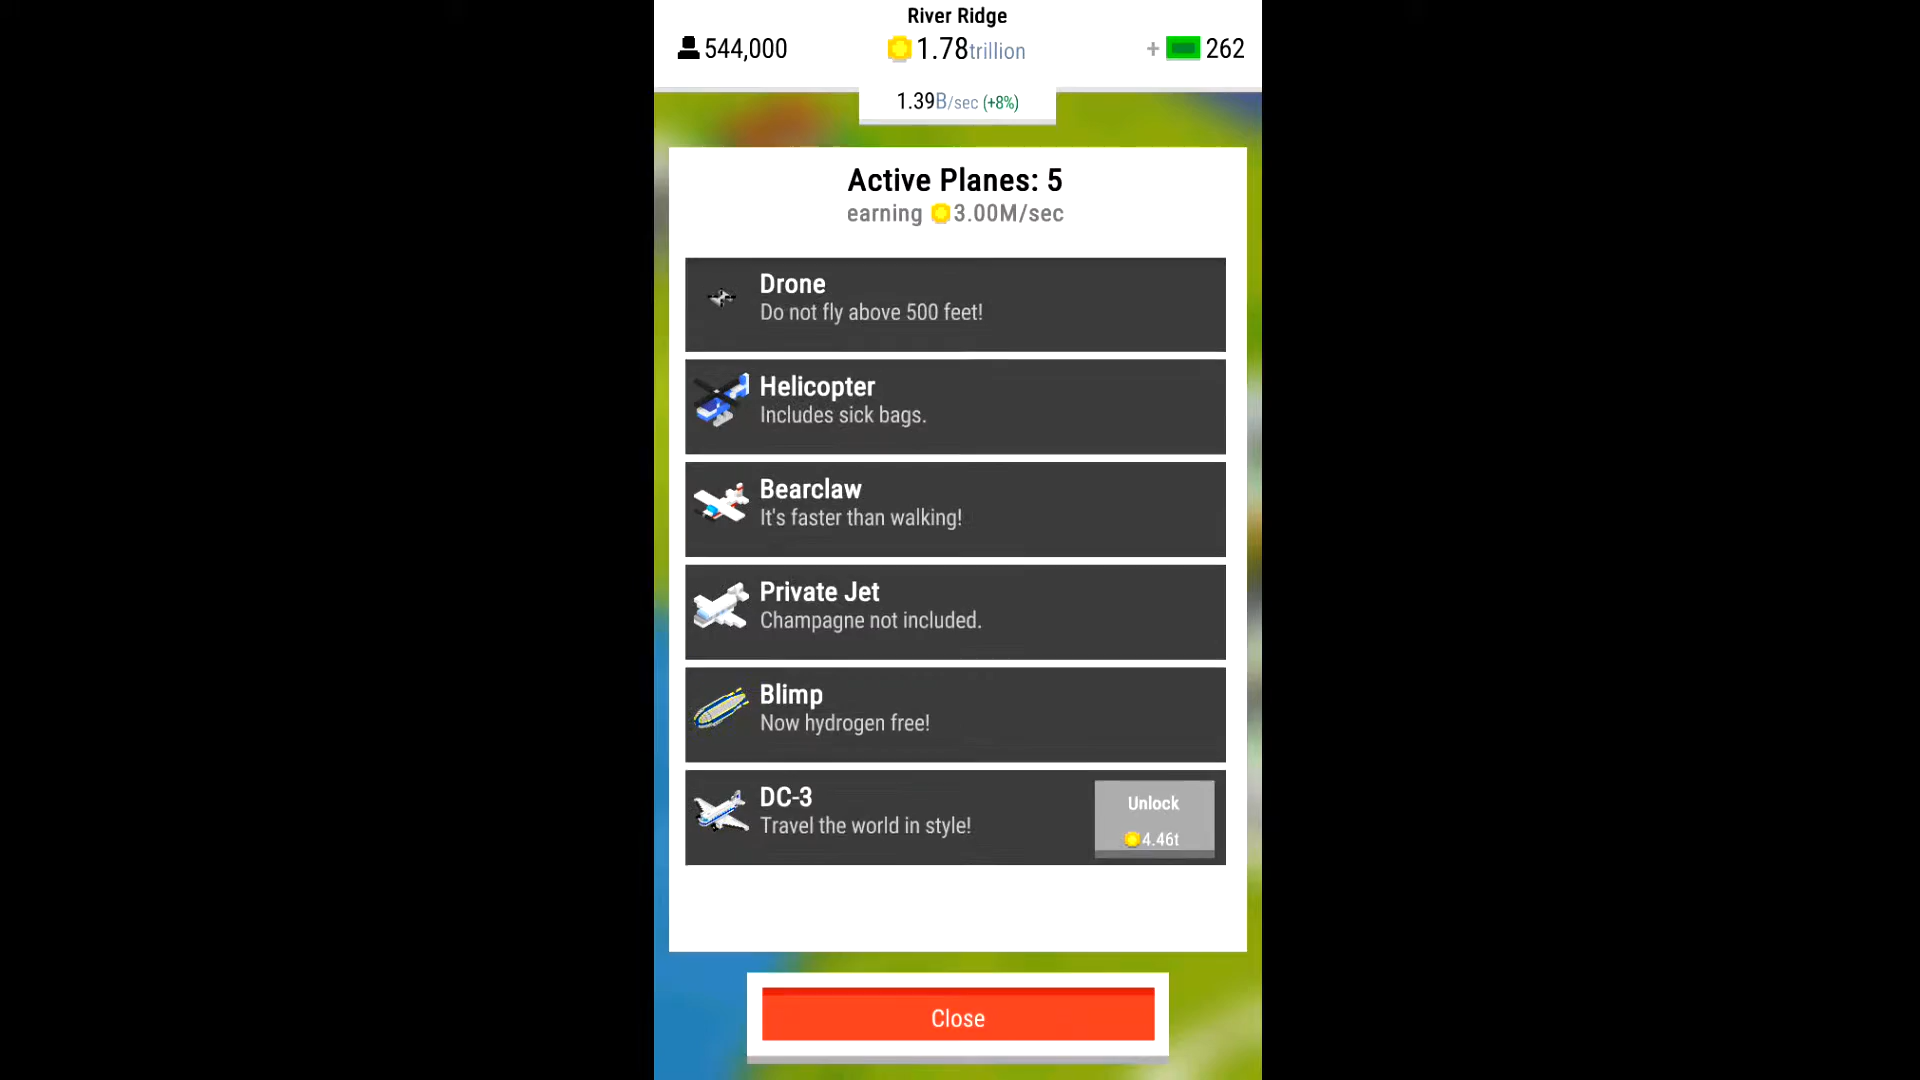 River Ridge
544,000
1.78trillion
+ 262
1.39B/sec (+8%)
Active Planes: 5
earning 3.00M/sec
Drone
Do not fly above 500 feet!
Helicopter
Includes sick bags.
Bearclaw
It's faster than walking!
Private Jet
Champagne not included.
Blimp
Now hydrogen free!
DC-3
Travel the world in style!
Unlock
4.46t
Close